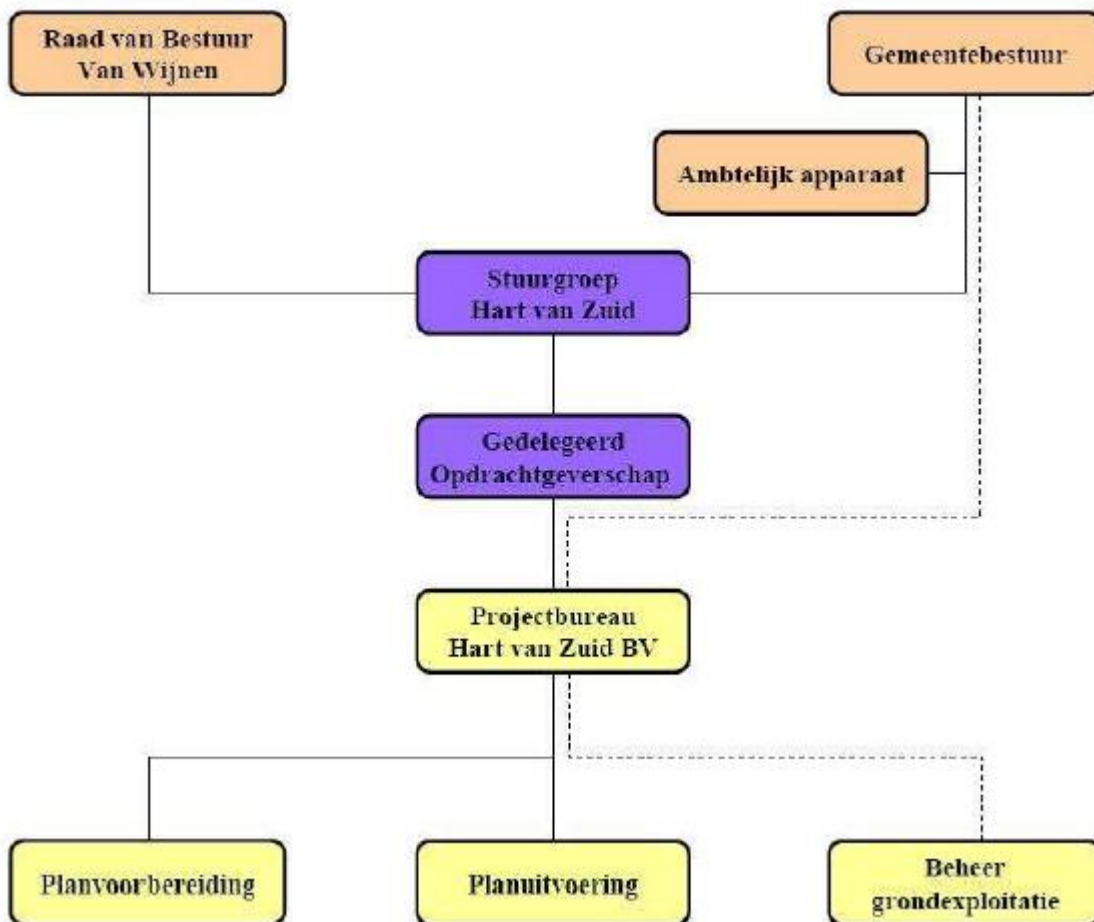 Raad van Bestuur
Van Wijnen
Gemeentebestuur
Ambtelijk apparaat
Stuurgroep
Hart van Zuid
Gedelegeerd
Opdrachtgeverschap
Projectbureau
Hart van Zuid BV
Planvoorbereiding
Planuitvoering
Beheer
grondexploitatie